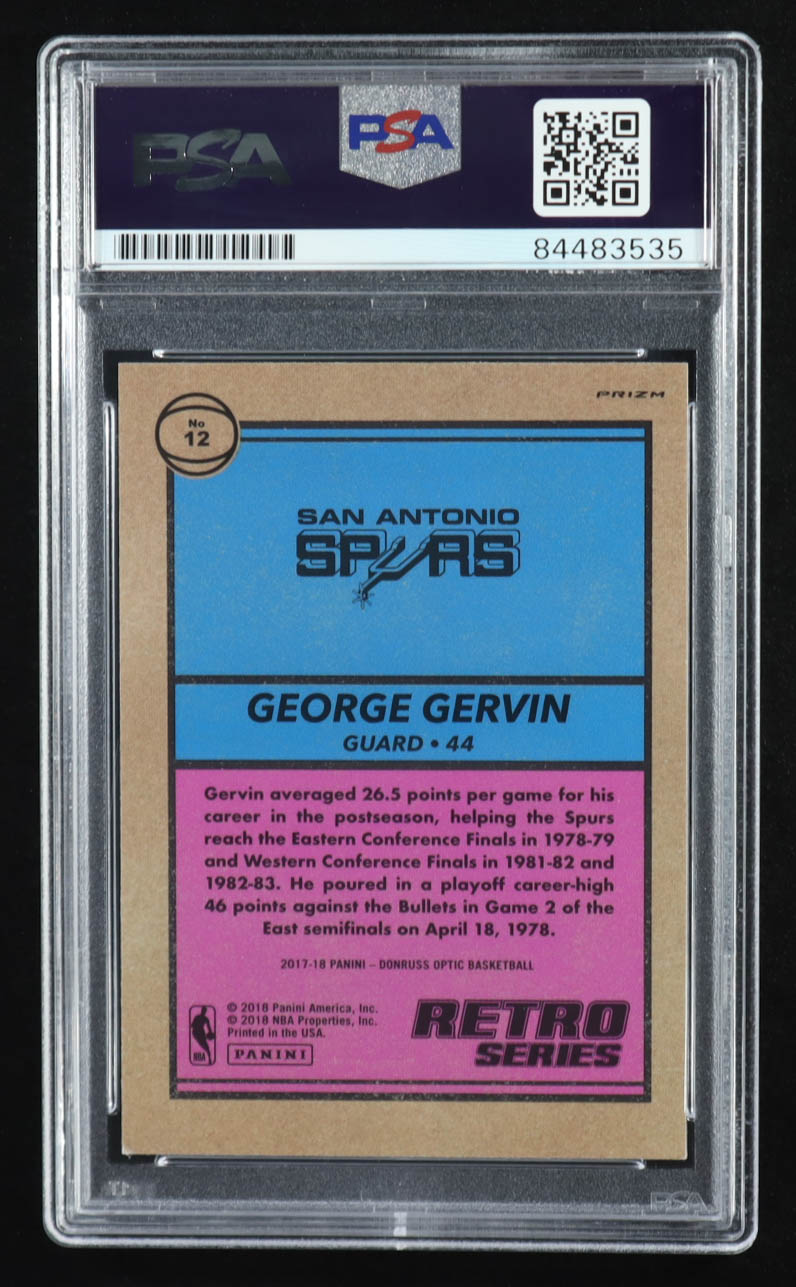 PSA
PSA
84483535
PRIZM
No
12
SAN ANTONIO
SPURS
GEORGE GERVIN
GUARD • 44
Gervin averaged 26.5 points per game for his
career in the postseason, helping the Spurs
reach the Eastern Conference Finals in 1978-79
and Western Conference Finals in 1981-82 and
1982-83. He poured in a playoff career-high
46 points against the Bullets in Game 2 of the
East semifinals on April 18, 1978.
2017-18 PANINI – DONRUSS OPTIC BASKETBALL
© 2018 Panini America, Inc.
© 2018 NBA Properties, Inc.
Printed in the USA.
NBA
PANINI
RETRO
SERIES
PSA